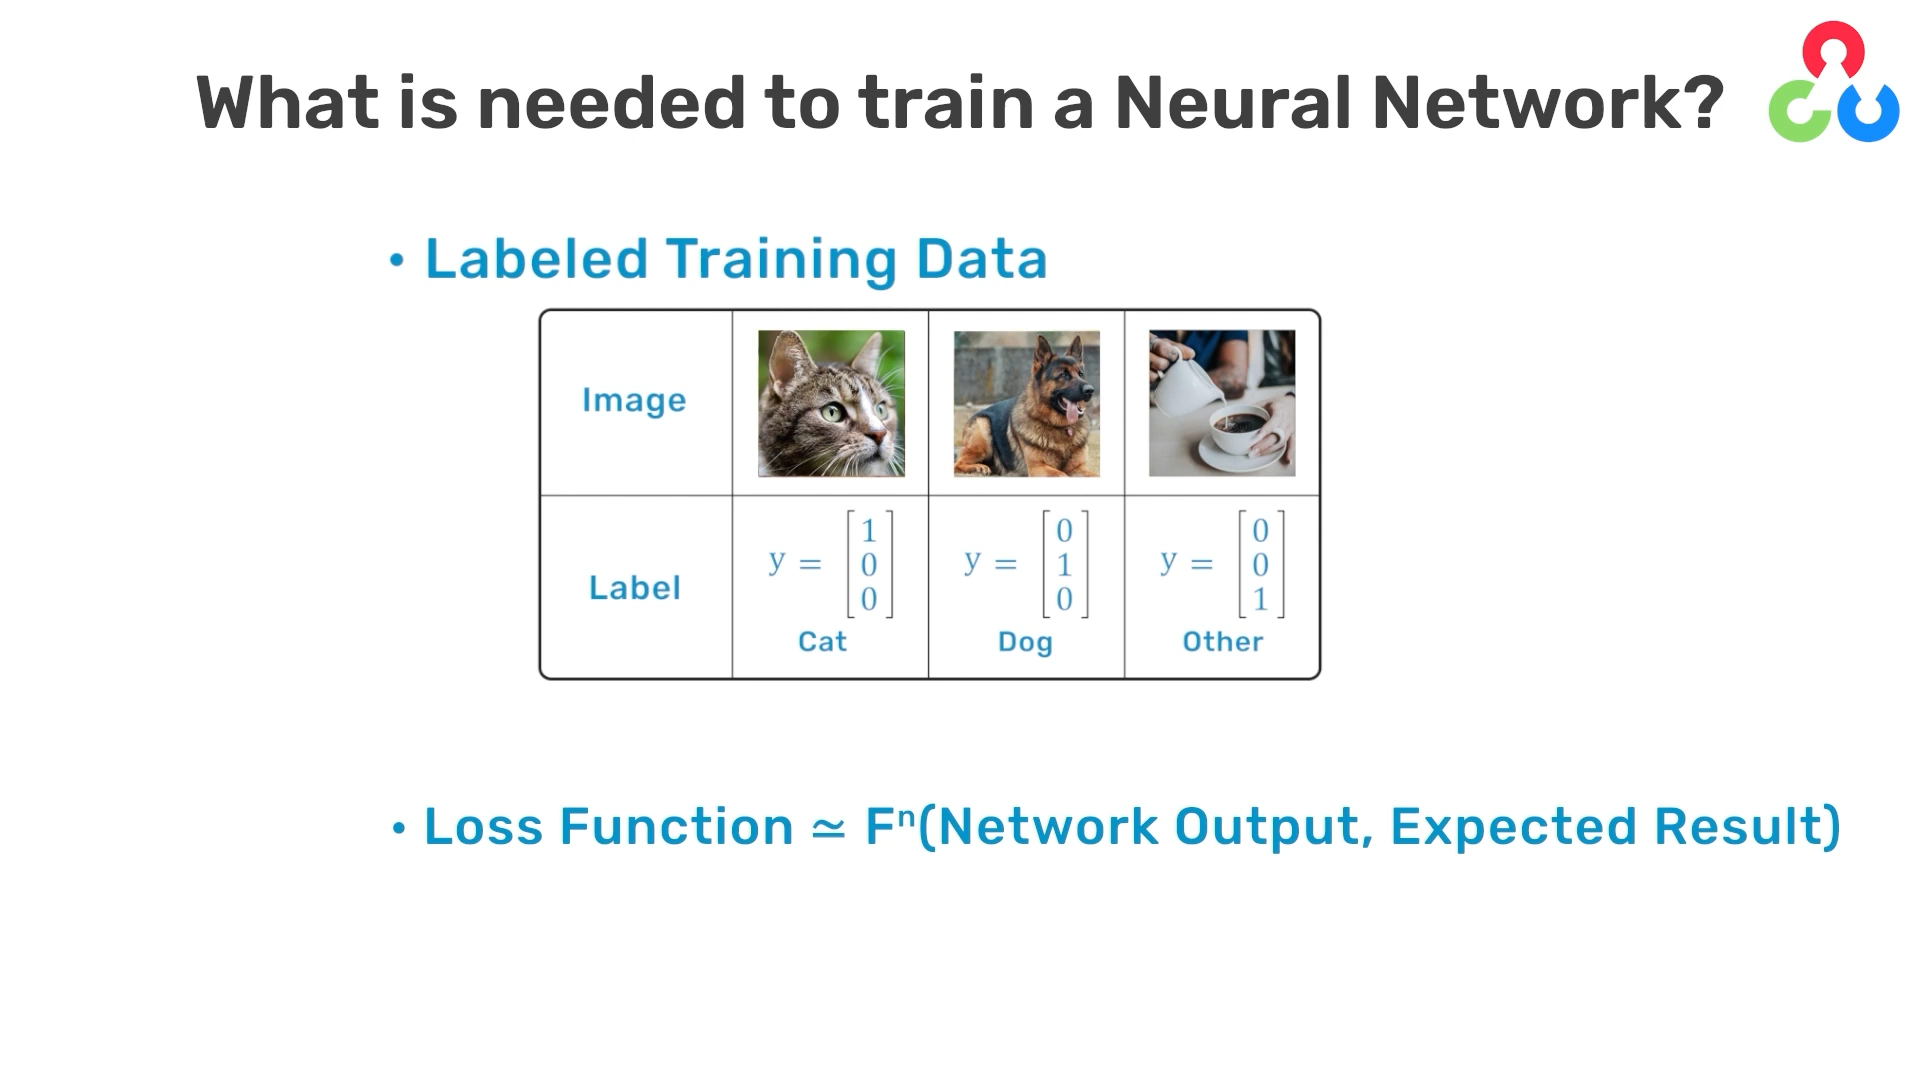 What is needed to train a Neural Network?
• Labeled Training Data
Image
Label
y = [1 0 0]
y = [0 1 0]
y = [0 0 1]
Cat
Dog
Other
• Loss Function ≃ Fⁿ(Network Output, Expected Result)